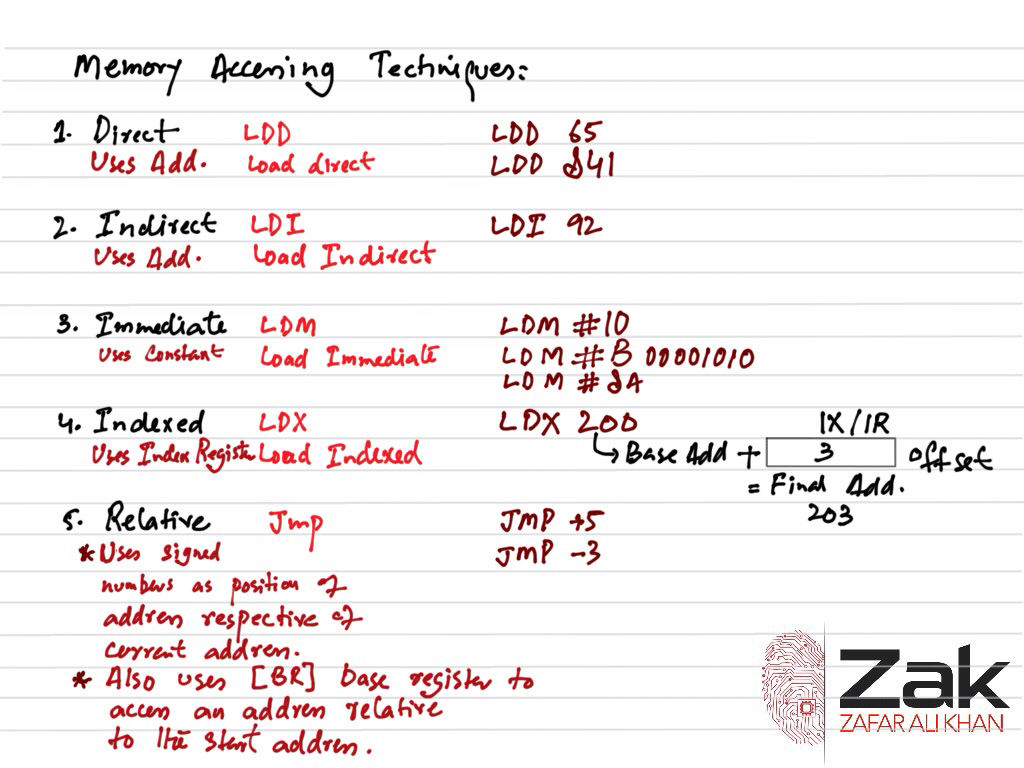 Memory Accessing Techniques:
1. Direct LDD LDD 65
Uses Add. Load direct LDD &41
2. Indirect LDI LDI 92
Uses Add. Load Indirect
3. Immediate LDM LDM #10
Uses Constant Load Immediate LDM #B 00001010
LDM #&A
4. Indexed LDX LDX 200 IX/IR
Uses Index Register Load Indexed ↳ Base Add + 3 offset
= Final Add.
203
5. Relative Jmp JMP +5
* Uses signed JMP -3
numbers as position of
address respective of
current address.
* Also uses [BR] base register to
access an address relative
to the start address.
Zak
ZAFAR ALI KHAN